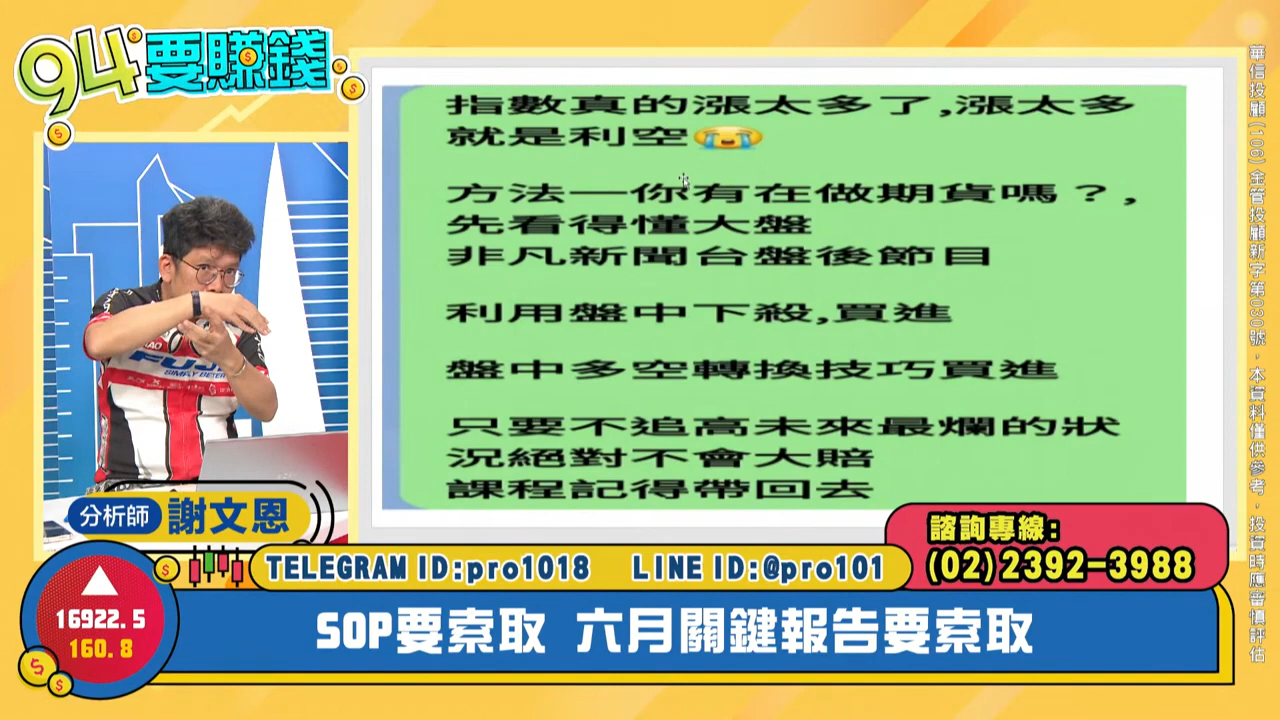 94要賺錢
指數真的漲太多了,漲太多
就是利空😭
方法一你有在做期貨嗎？,
先看得懂大盤
非凡新聞台盤後節目
利用盤中下殺,買進
盤中多空轉換技巧買進
只要不追高未來最爛的狀
況絕對不會大賠
課程記得帶回去
華信投顧(106)金管投顧新字第030號，本資料僅供參考，投資時應審慎評估
分析師 謝文恩
諮詢專線:
(02)2392-3988
TELEGRAM ID:pro1018 LINE ID:@pro101
16922.5
160.8
SOP要索取 六月關鍵報告要索取